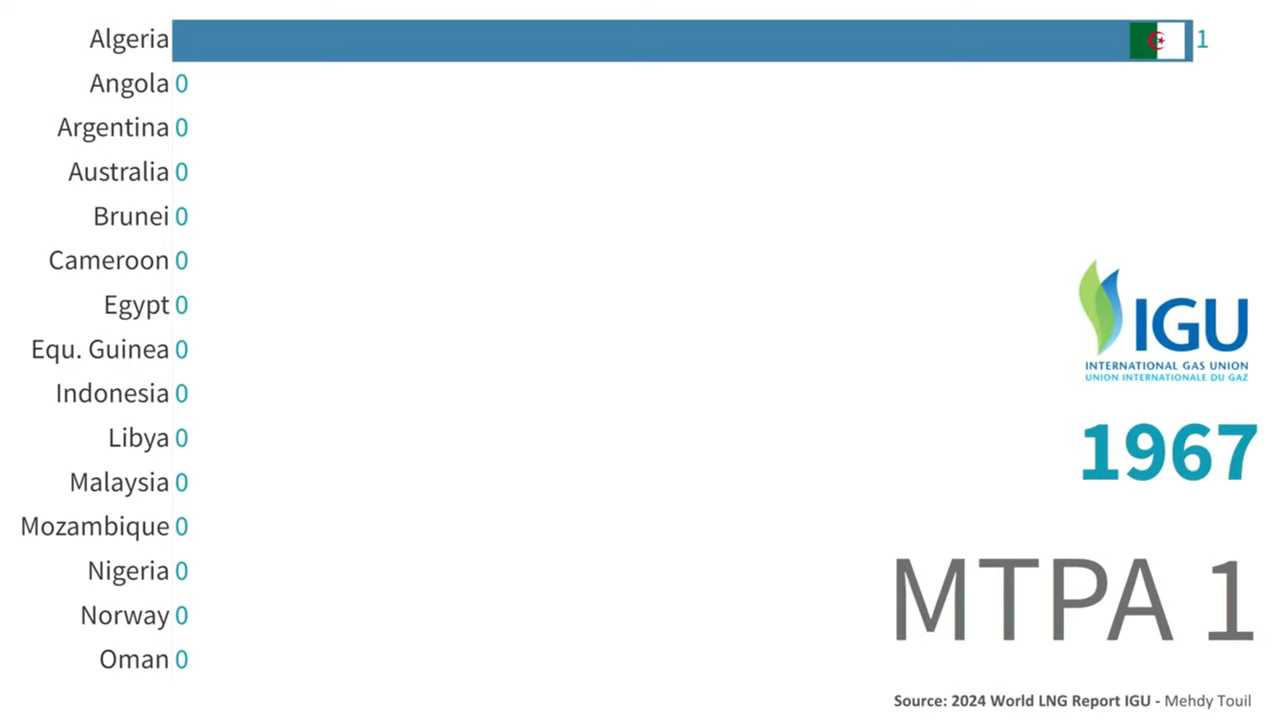 Algeria 1
Angola 0
Argentina 0
Australia 0
Brunei 0
Cameroon 0
Egypt 0
Equ. Guinea 0
Indonesia 0
Libya 0
Malaysia 0
Mozambique 0
Nigeria 0
Norway 0
Oman 0
IGU
INTERNATIONAL GAS UNION
UNION INTERNATIONALE DU GAZ
1967
MTPA 1
Source: 2024 World LNG Report IGU - Mehdy Touil